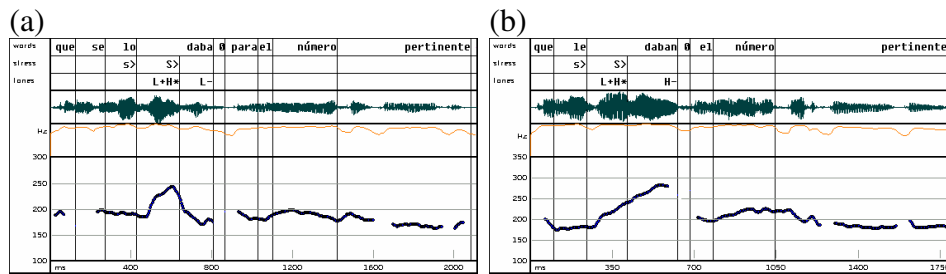 (a)
words que se lo daba 0 para el número pertinente
stress s> S>
tones L+H* L-
Hz
300
250
200
150
100
ms 400 800 1200 1600 2000
(b)
words que le daban 0 el número pertinente
stress s> S>
tones L+H* H-
Hz
350
300
250
200
150
100
ms 350 700 1050 1400 1750